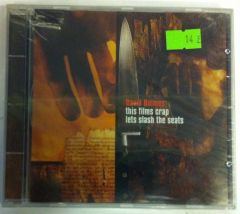 14 £
David Holmes
this films crap
lets slash the seats